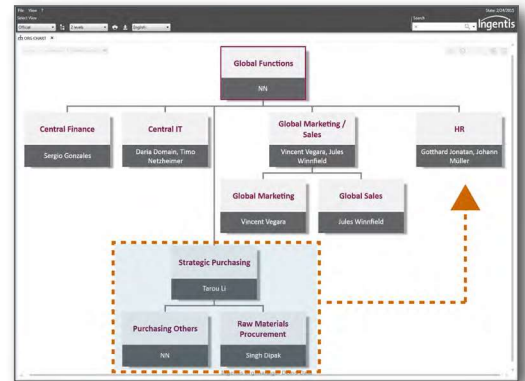 File View ?
Select View
Official
2 levels
English
Search
Ingentis
ORG CHART
Global Functions
NN
Central Finance
Sergio Gonzales
Central IT
Daria Domain, Timo
Netzheimer
Global Marketing /
Sales
Vincent Vegara, Jules
Winnfield
HR
Gotthard Jonatan, Johann
Müller
Global Marketing
Vincent Vegara
Global Sales
Jules Winnfield
Strategic Purchasing
Tarou Li
Purchasing Others
NN
Raw Materials
Procurement
Singh Dipak